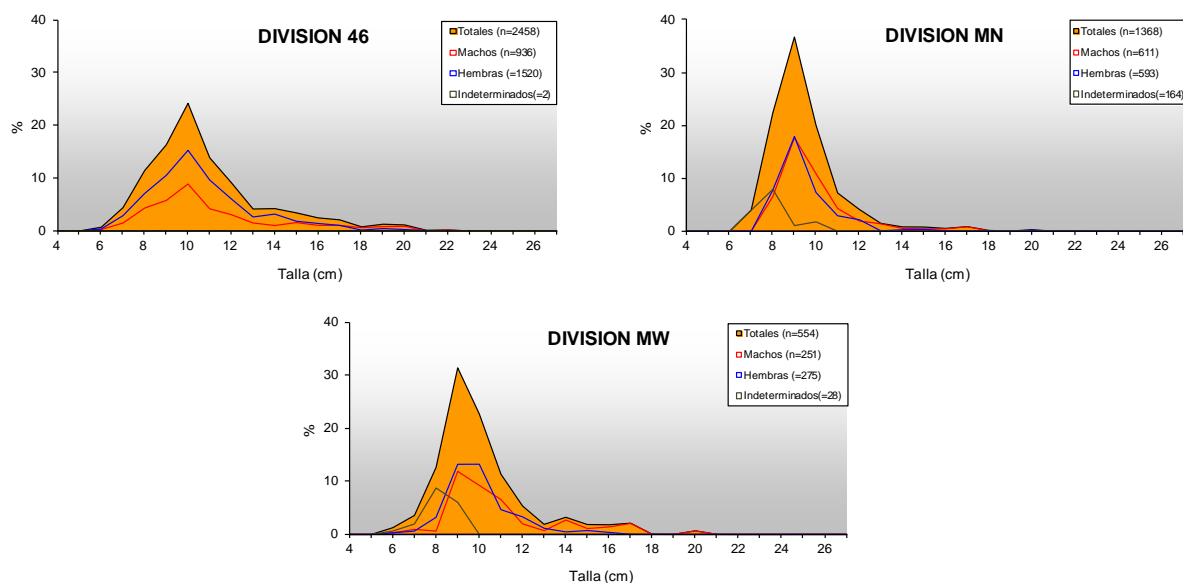 DIVISION 46
Totales (n=2458)
Machos (n=936)
Hembras (=1520)
Indeterminados(=2)
%
40
30
20
10
0
4 6 8 10 12 14 16 18 20 22 24 26
Talla (cm)
DIVISION MN
Totales (n=1368)
Machos (n=611)
Hembras (=593)
Indeterminados(=164)
%
40
30
20
10
0
4 6 8 10 12 14 16 18 20 22 24 26
Talla (cm)
DIVISION MW
Totales (n=554)
Machos (n=251)
Hembras (=275)
Indeterminados(=28)
%
40
30
20
10
0
4 6 8 10 12 14 16 18 20 22 24 26
Talla (cm)